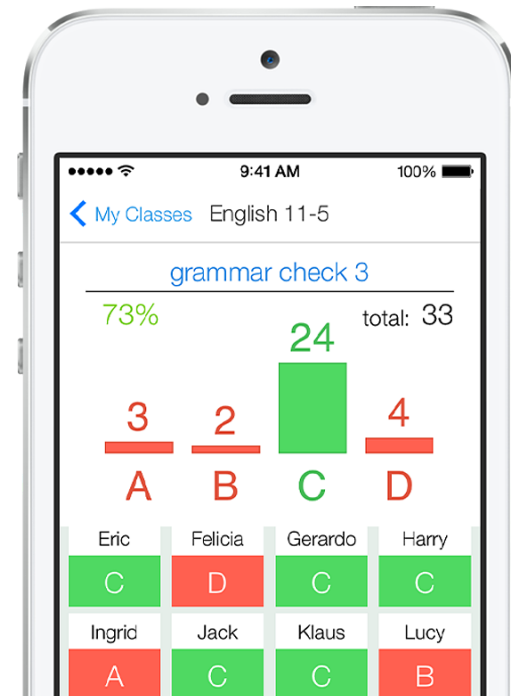 9:41 AM 100%
My Classes English 11-5
grammar check 3
73% total: 33
3 2 24 4
A B C D
Eric Felicia Gerardo Harry
C D C C
Ingrid Jack Klaus Lucy
A C C B